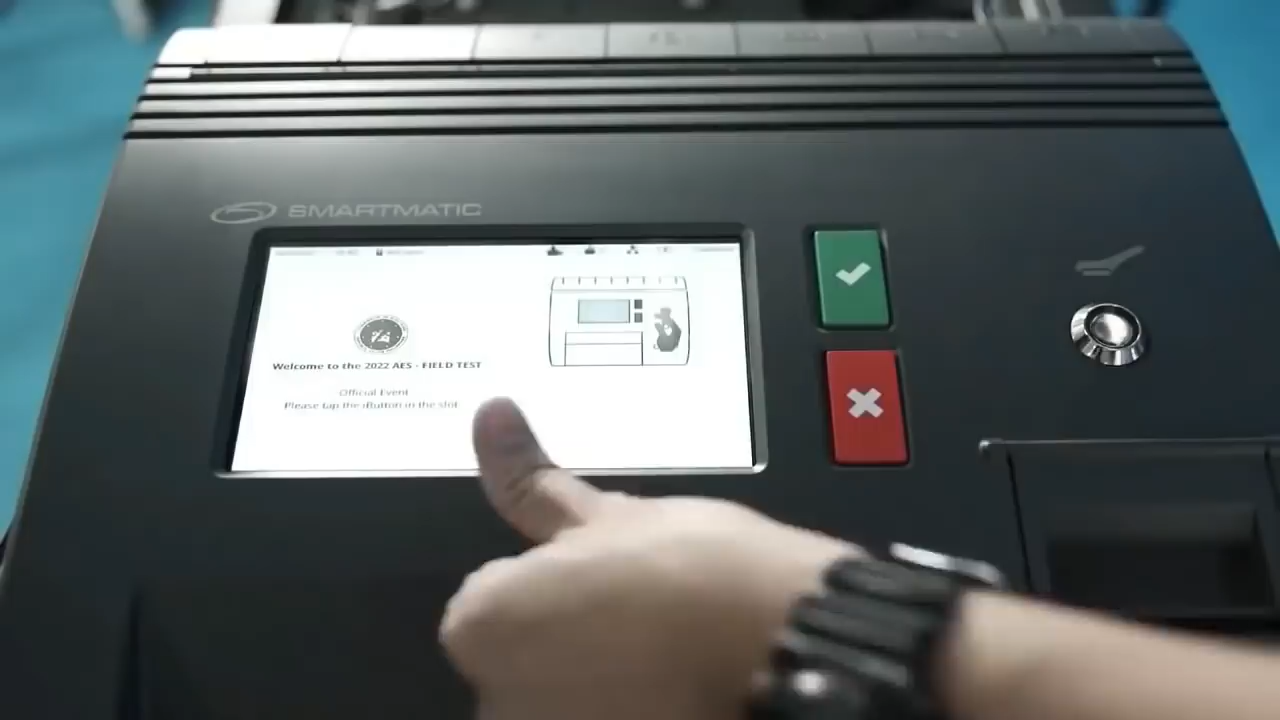 SMARTMATIC
Welcome to the 2022 AES - FIELD TEST
Official Event
Please tap the iButton in the slot